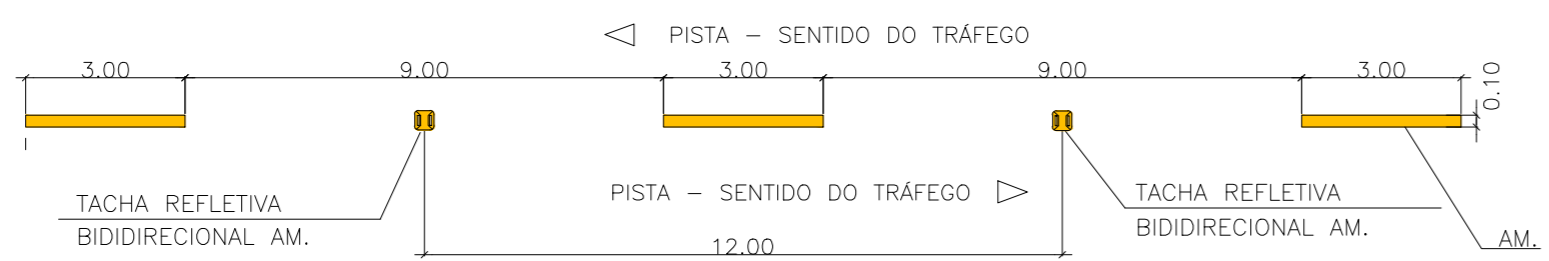 PISTA – SENTIDO DO TRÁFEGO
3.00 9.00 3.00 9.00 3.00
0.10
PISTA – SENTIDO DO TRÁFEGO
TACHA REFLETIVA
BIDIDIRECIONAL AM.
TACHA REFLETIVA
BIDIDIRECIONAL AM.
AM.
12.00